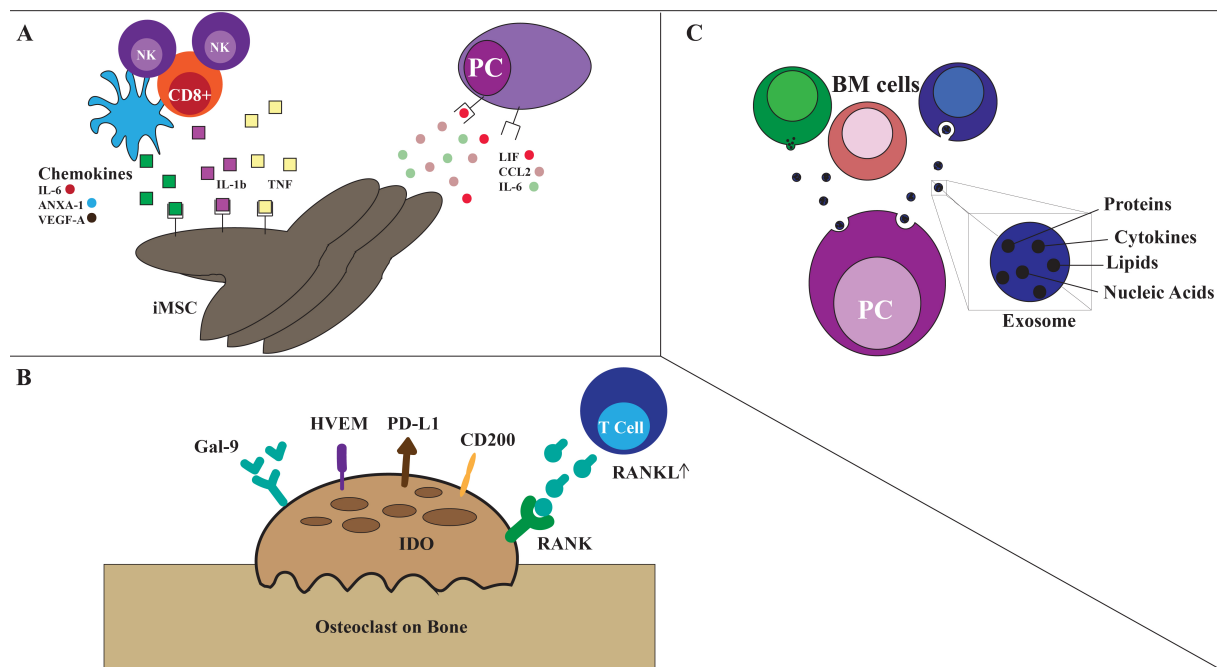 A
NK
NK
CD8+
PC
Chemokines
IL-6
ANXA-1
VEGF-A
IL-1b
TNF
LIF
CCL2
IL-6
iMSC
C
BM cells
PC
Proteins
Cytokines
Lipids
Nucleic Acids
Exosome
B
Gal-9
HVEM
PD-L1
CD200
T Cell
RANKL↑
RANK
IDO
Osteoclast on Bone